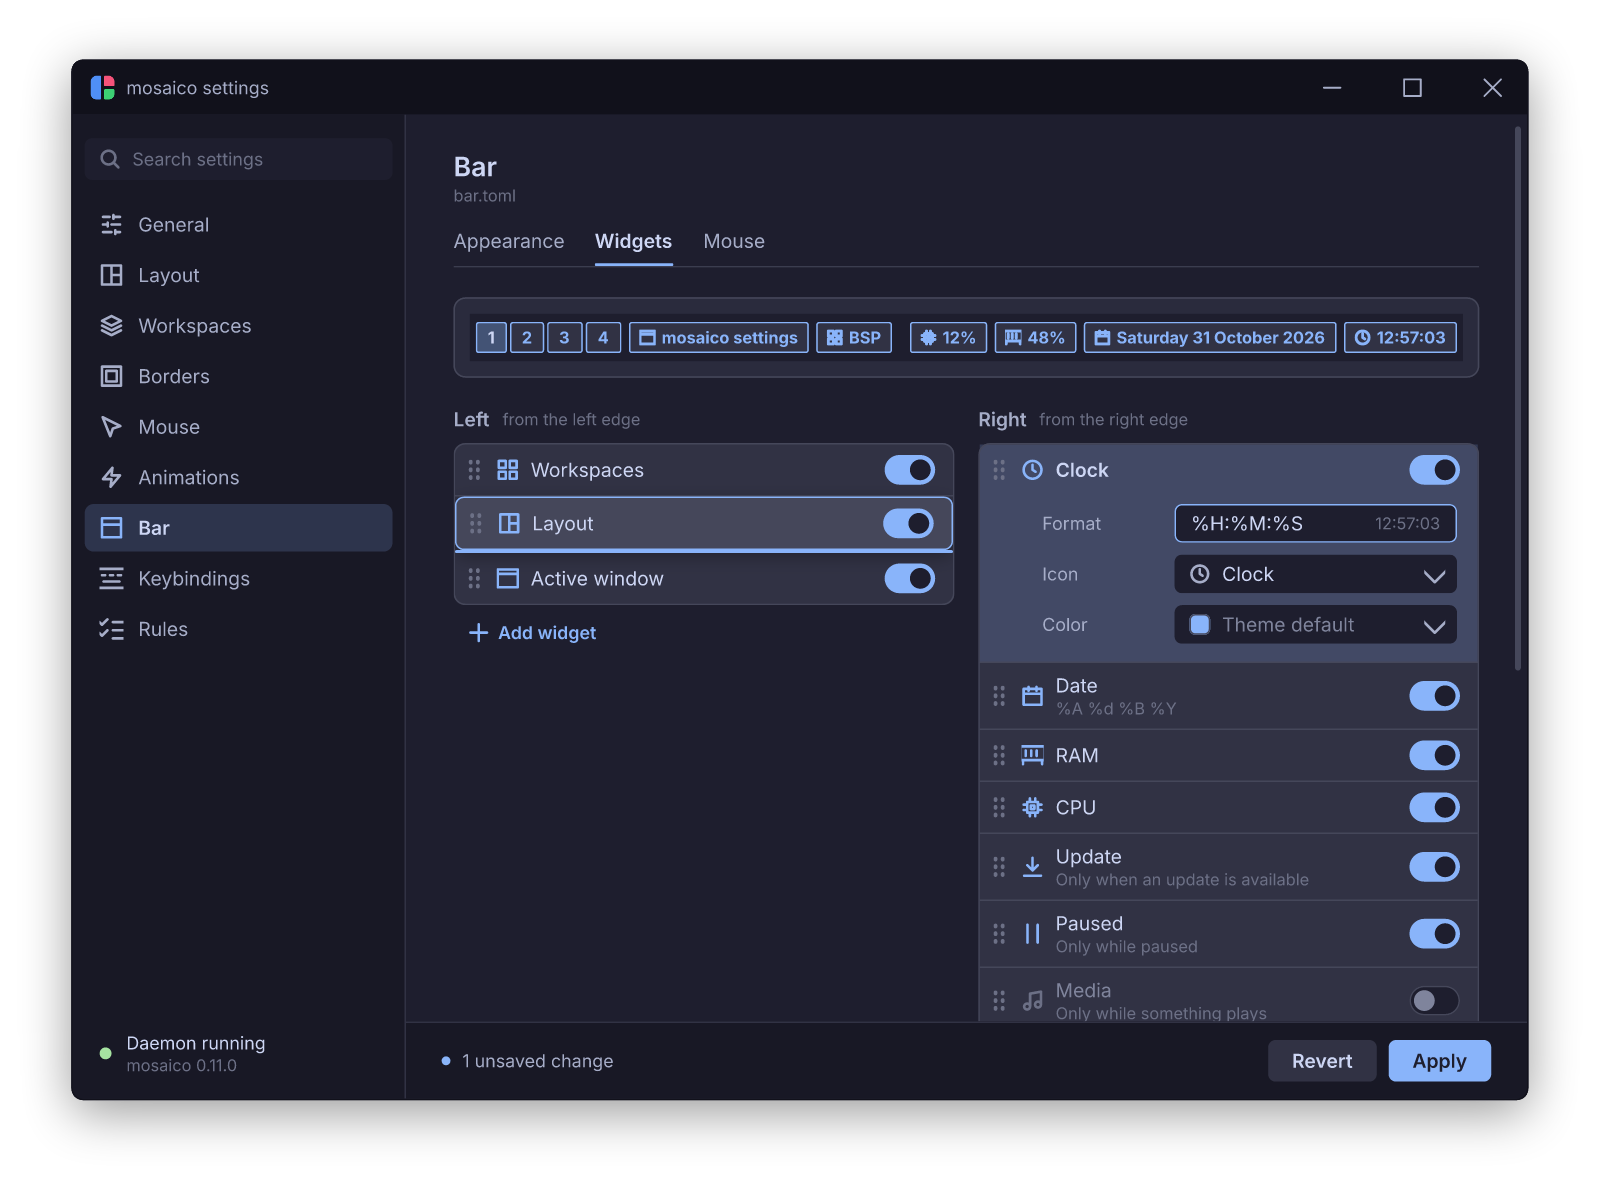 mosaico settings
Search settings
General
Layout
Workspaces
Borders
Mouse
Animations
Bar
Keybindings
Rules
Daemon running
mosaico 0.11.0
Bar
bar.toml
Appearance Widgets Mouse
1 2 3 4 mosaico settings BSP 12% 48% Saturday 31 October 2026 12:57:03
Left from the left edge
Workspaces
Layout
Active window
Add widget
Right from the right edge
Clock
Format %H:%M:%S 12:57:03
Icon Clock
Color Theme default
Date
%A %d %B %Y
RAM
CPU
Update
Only when an update is available
Paused
Only while paused
Media
Only while something plays
1 unsaved change
Revert Apply